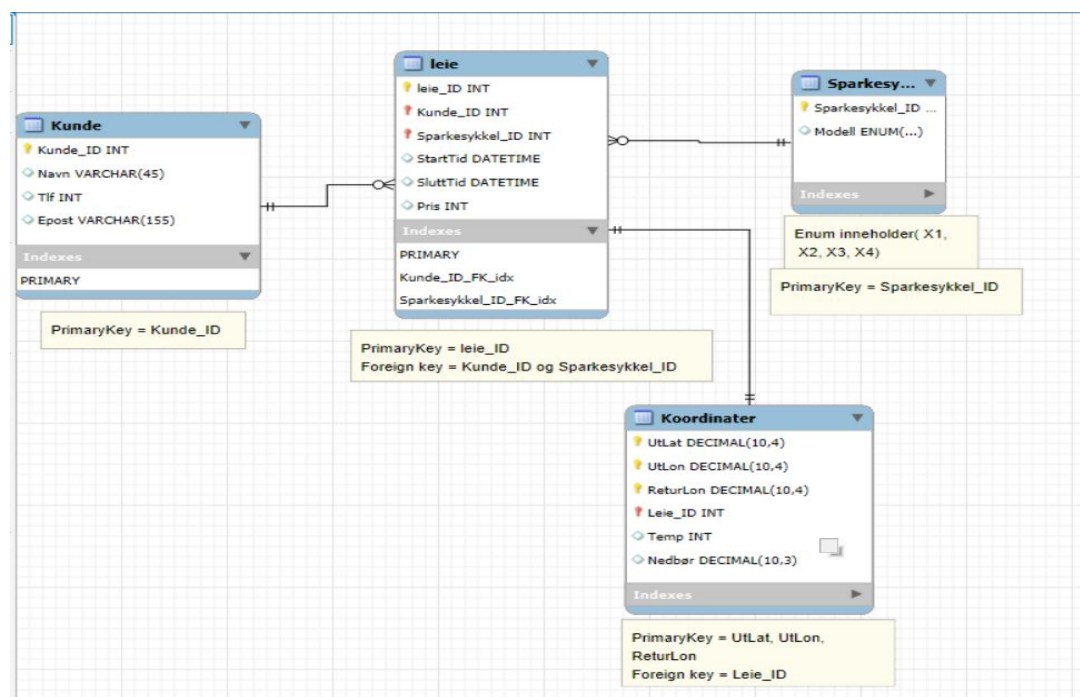 Kunde
Kunde_ID INT
Navn VARCHAR(45)
Tlf INT
Epost VARCHAR(155)
Indexes
PRIMARY
PrimaryKey = Kunde_ID
leie
leie_ID INT
Kunde_ID INT
Sparkesykkel_ID INT
StartTid DATETIME
SluttTid DATETIME
Pris INT
Indexes
PRIMARY
Kunde_ID_FK_idx
Sparkesykkel_ID_FK_idx
PrimaryKey = leie_ID
Foreign key = Kunde_ID og Sparkesykkel_ID
Sparkesy...
Sparkesykkel_ID ...
Modell ENUM(...)
Indexes
Enum inneholder( X1,
X2, X3, X4)
PrimaryKey = Sparkesykkel_ID
Koordinater
UtLat DECIMAL(10,4)
UtLon DECIMAL(10,4)
ReturLon DECIMAL(10,4)
Leie_ID INT
Temp INT
Nedbør DECIMAL(10,3)
Indexes
PrimaryKey = UtLat, UtLon,
ReturLon
Foreign key = Leie_ID